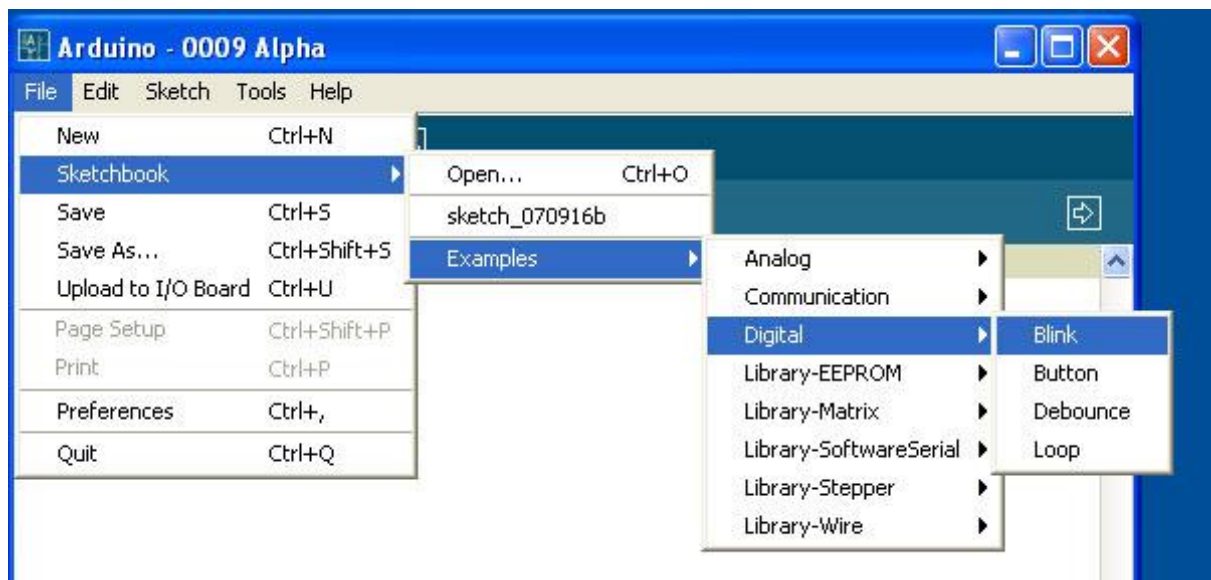 Arduino - 0009 Alpha
File Edit Sketch Tools Help
New Ctrl+N
Sketchbook
Save Ctrl+S
Save As... Ctrl+Shift+S
Upload to I/O Board Ctrl+U
Page Setup Ctrl+Shift+P
Print Ctrl+P
Preferences Ctrl+,
Quit Ctrl+Q
Open... Ctrl+O
sketch_070916b
Examples
Analog
Communication
Digital
Library-EEPROM
Library-Matrix
Library-SoftwareSerial
Library-Stepper
Library-Wire
Blink
Button
Debounce
Loop